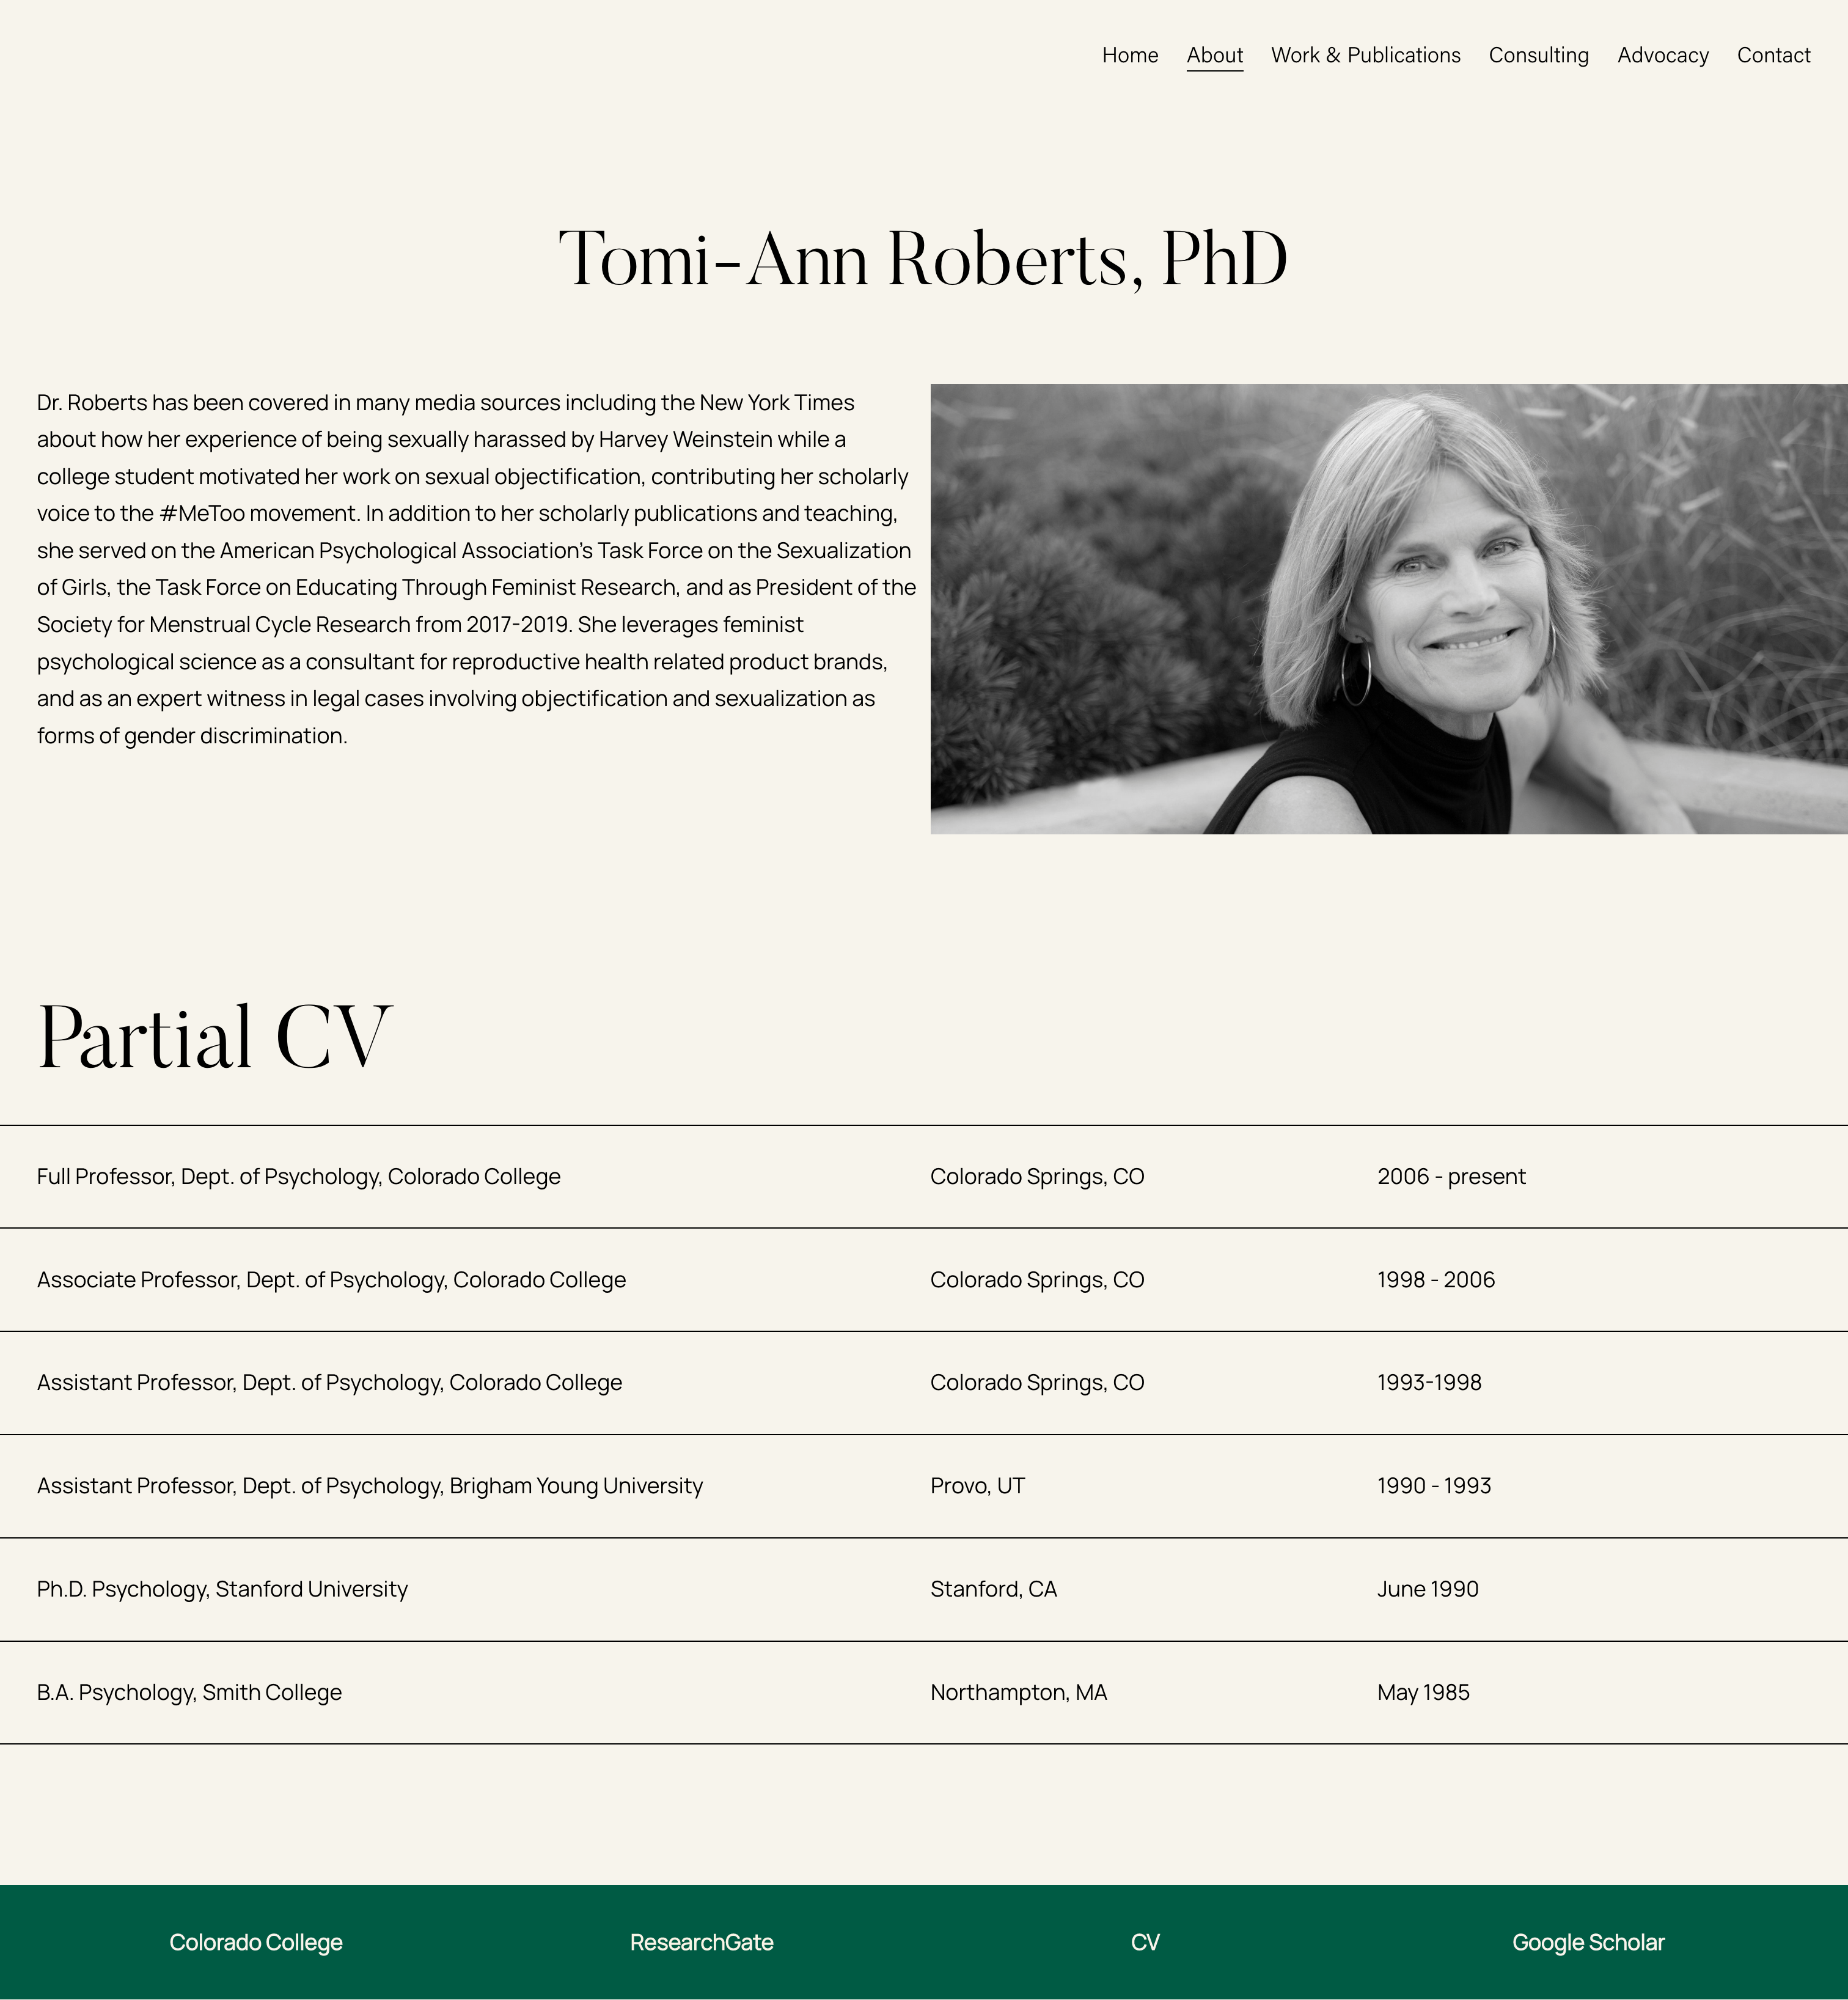 Home About Work & Publications Consulting Advocacy Contact
Tomi-Ann Roberts, PhD
Dr. Roberts has been covered in many media sources including the New York Times
about how her experience of being sexually harassed by Harvey Weinstein while a
college student motivated her work on sexual objectification, contributing her scholarly
voice to the #MeToo movement. In addition to her scholarly publications and teaching,
she served on the American Psychological Association’s Task Force on the Sexualization
of Girls, the Task Force on Educating Through Feminist Research, and as President of the
Society for Menstrual Cycle Research from 2017-2019. She leverages feminist
psychological science as a consultant for reproductive health related product brands,
and as an expert witness in legal cases involving objectification and sexualization as
forms of gender discrimination.
Partial CV
Full Professor, Dept. of Psychology, Colorado College Colorado Springs, CO 2006 - present
Associate Professor, Dept. of Psychology, Colorado College Colorado Springs, CO 1998 - 2006
Assistant Professor, Dept. of Psychology, Colorado College Colorado Springs, CO 1993-1998
Assistant Professor, Dept. of Psychology, Brigham Young University Provo, UT 1990 - 1993
Ph.D. Psychology, Stanford University Stanford, CA June 1990
B.A. Psychology, Smith College Northampton, MA May 1985
Colorado College ResearchGate CV Google Scholar